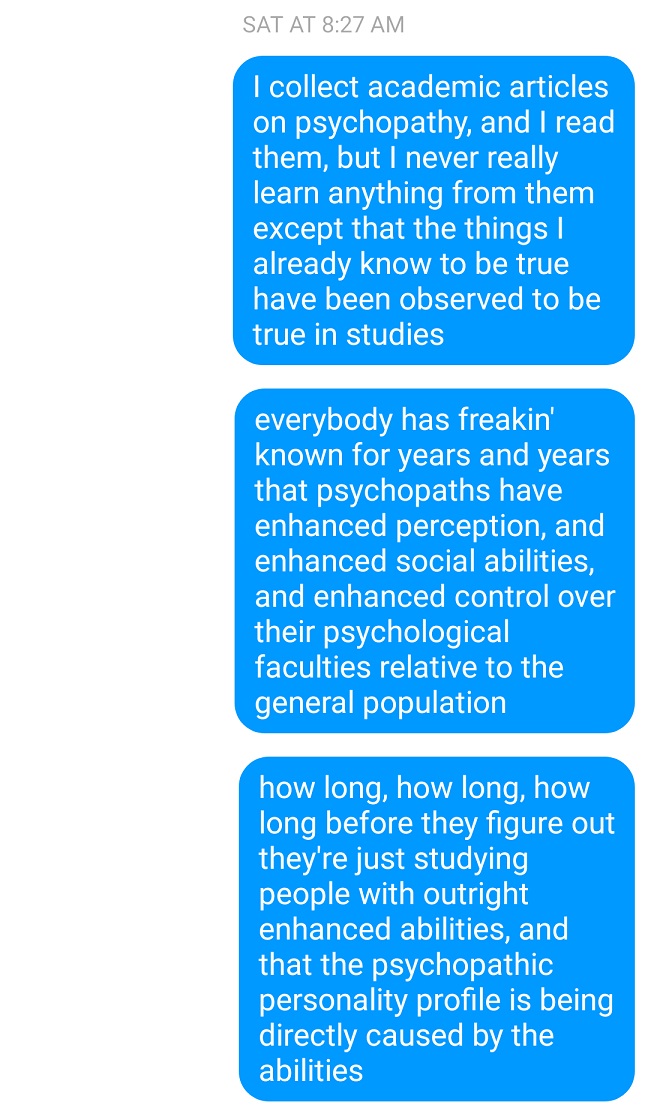 SAT AT 8:27 AM
I collect academic articles
on psychopathy, and I read
them, but I never really
learn anything from them
except that the things I
already know to be true
have been observed to be
true in studies
everybody has freakin'
known for years and years
that psychopaths have
enhanced perception, and
enhanced social abilities,
and enhanced control over
their psychological
faculties relative to the
general population
how long, how long, how
long before they figure out
they're just studying
people with outright
enhanced abilities, and
that the psychopathic
personality profile is being
directly caused by the
abilities